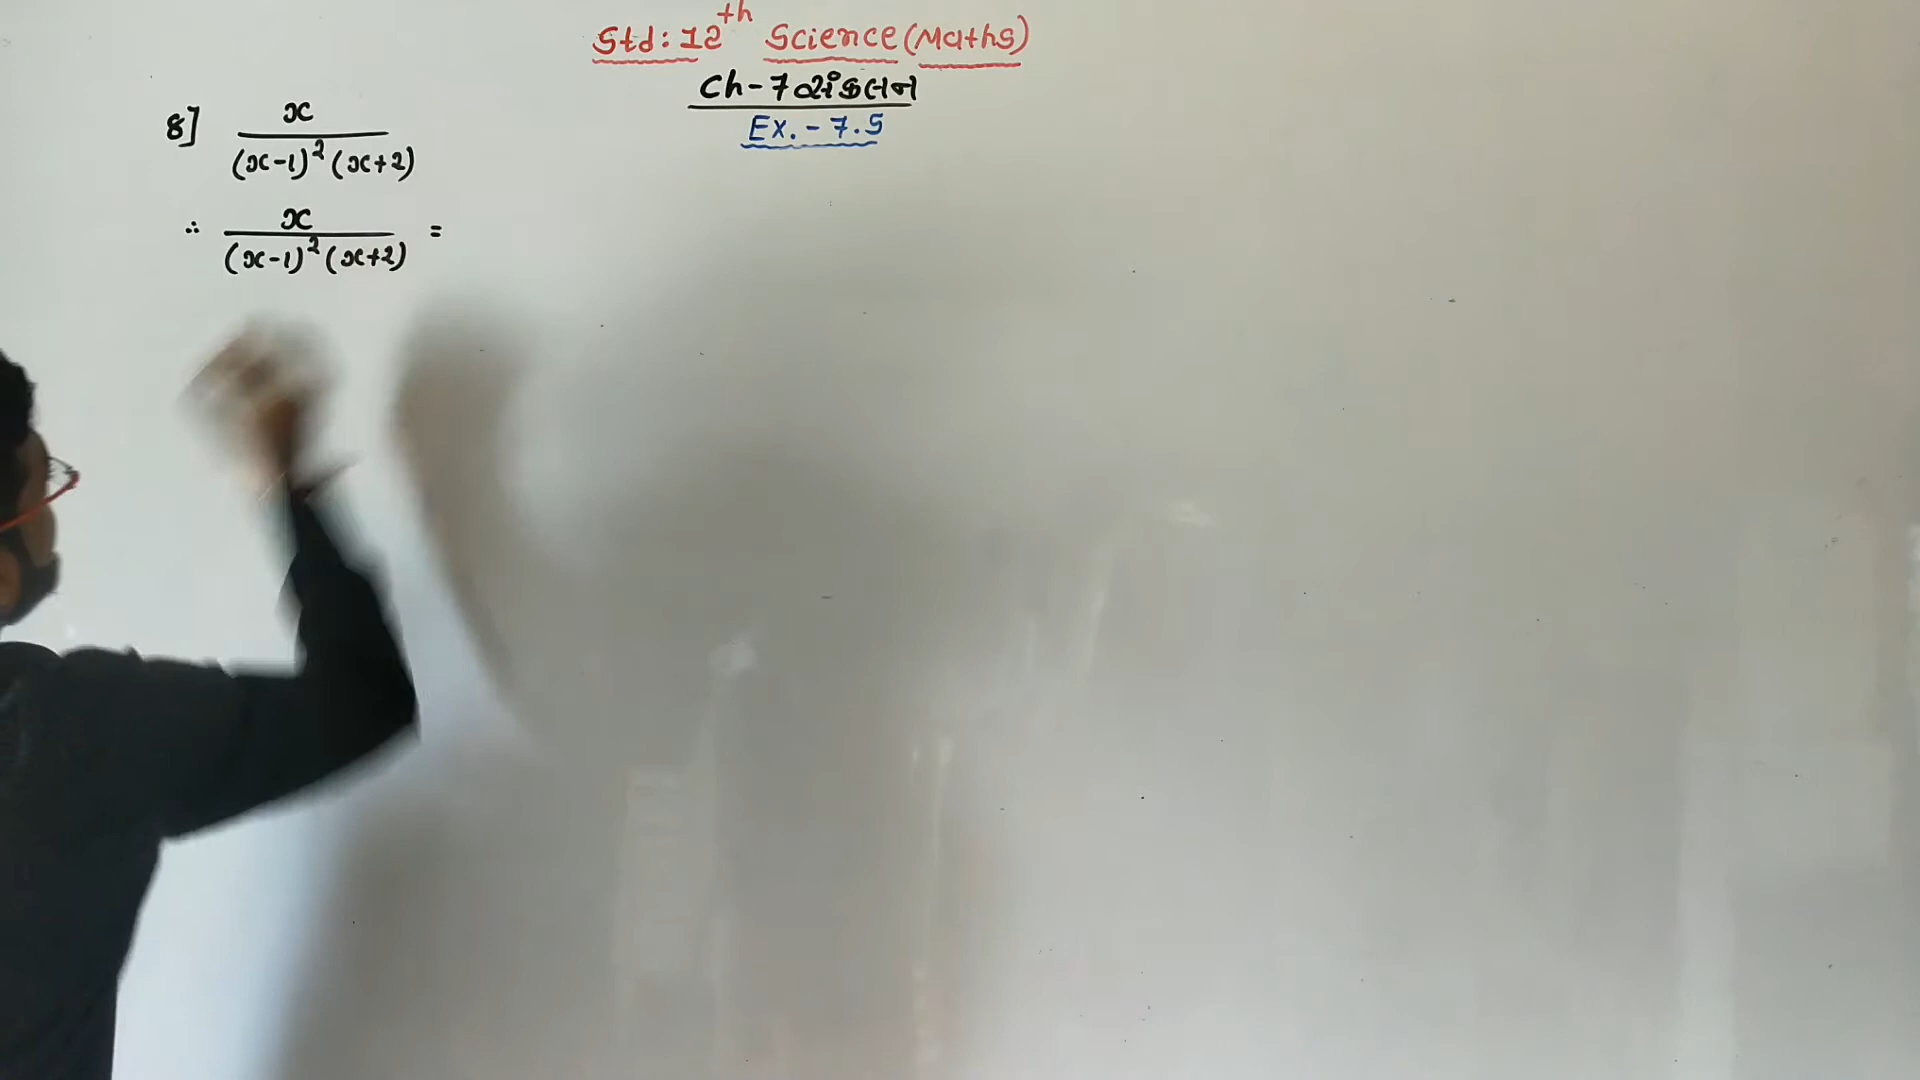 Std: 12th Science (Maths)
Ch-7 સંકલન
Ex. - 7.5
8] x / (x-1)² (x+2)
∴ x / (x-1)² (x+2) =